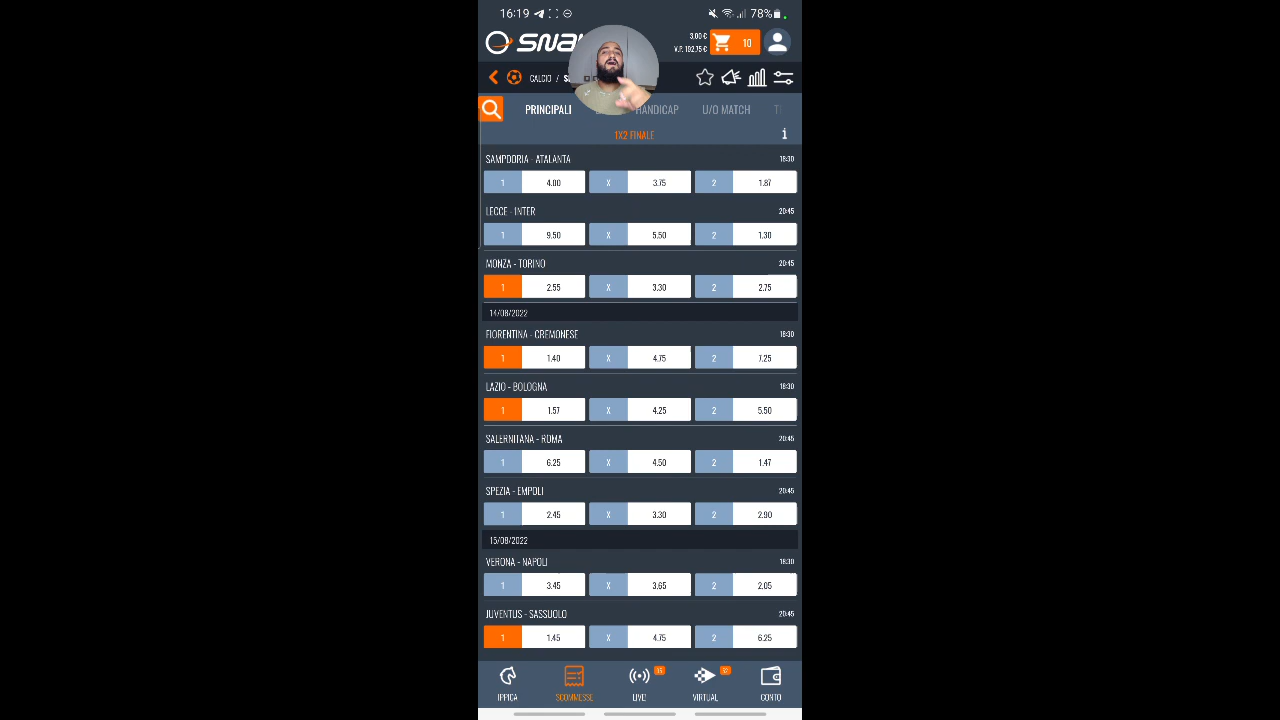 16:19
78%
SNA
3,00 €
V.P. 192,75 €
10
CALCIO /
PRINCIPALI
HANDICAP
U/O MATCH
1X2 FINALE
i
SAMPDORIA - ATALANTA 18:30
1 4.00 X 3.75 2 1.87
LECCE - INTER 20:45
1 9.50 X 5.50 2 1.30
MONZA - TORINO 20:45
1 2.55 X 3.30 2 2.75
14/08/2022
FIORENTINA - CREMONESE 18:30
1 1.40 X 4.75 2 7.25
LAZIO - BOLOGNA 18:30
1 1.57 X 4.25 2 5.50
SALERNITANA - ROMA 20:45
1 6.25 X 4.50 2 1.47
SPEZIA - EMPOLI 20:45
1 2.45 X 3.30 2 2.90
15/08/2022
VERONA - NAPOLI 18:30
1 3.45 X 3.65 2 2.05
JUVENTUS - SASSUOLO 20:45
1 1.45 X 4.75 2 6.25
IPPICA
SCOMMESSE
LIVE!
VIRTUAL
CONTO